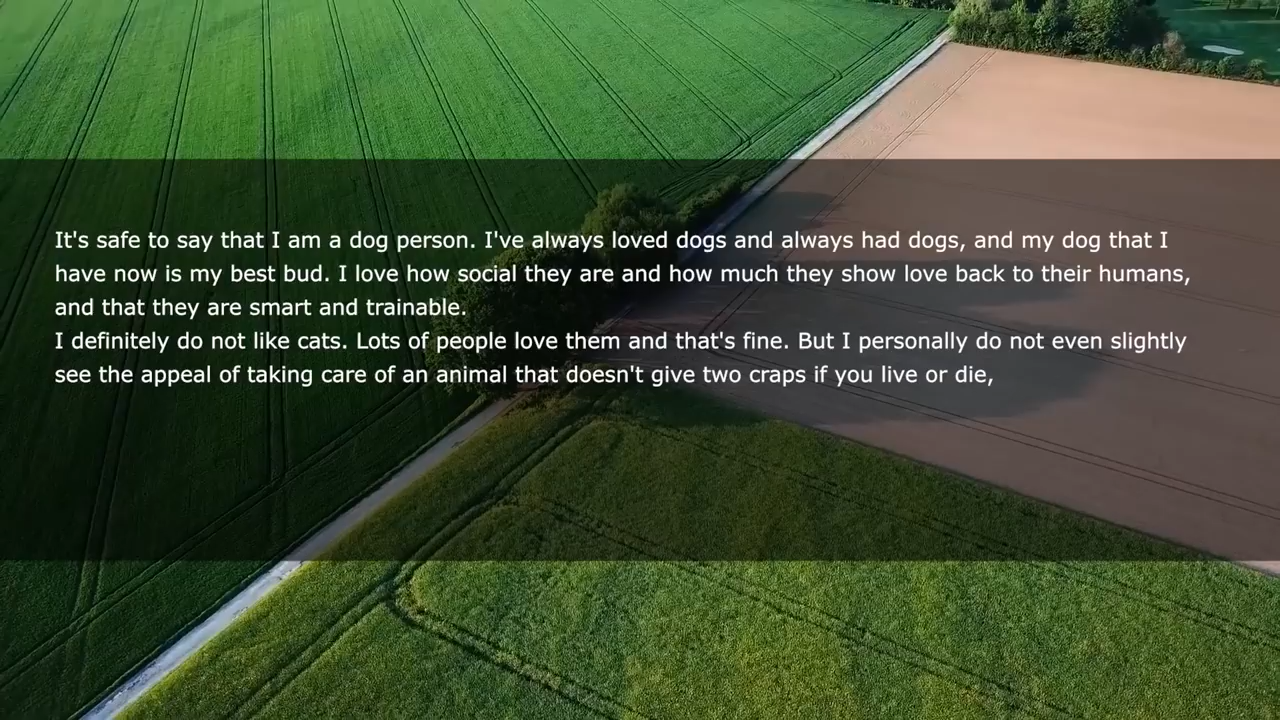 It's safe to say that I am a dog person. I've always loved dogs and always had dogs, and my dog that I
have now is my best bud. I love how social they are and how much they show love back to their humans,
and that they are smart and trainable.
I definitely do not like cats. Lots of people love them and that's fine. But I personally do not even slightly
see the appeal of taking care of an animal that doesn't give two craps if you live or die,